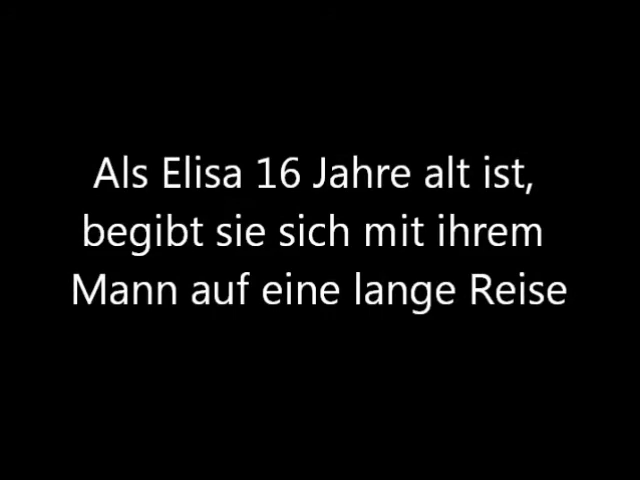 Als Elisa 16 Jahre alt ist,
begibt sie sich mit ihrem
Mann auf eine lange Reise